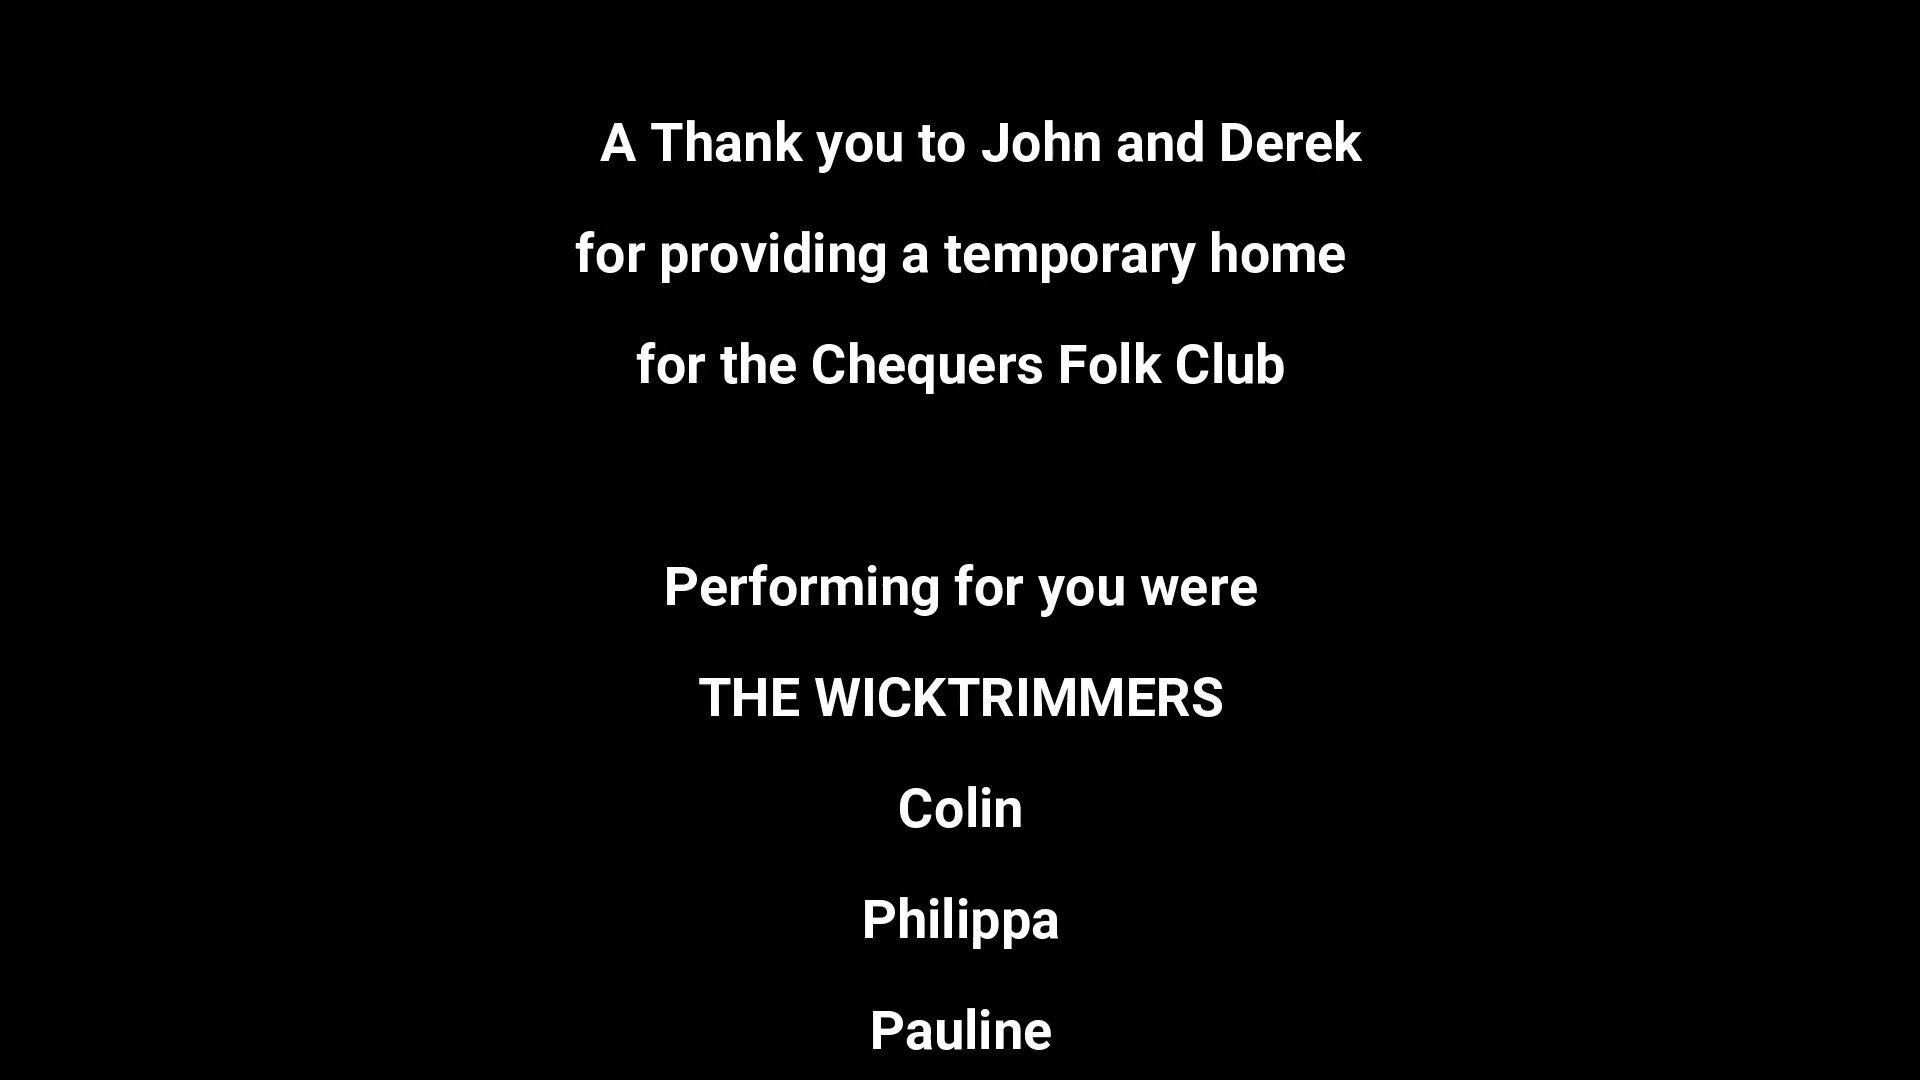 A Thank you to John and Derek
for providing a temporary home
for the Chequers Folk Club
Performing for you were
THE WICKTRIMMERS
Colin
Philippa
Pauline